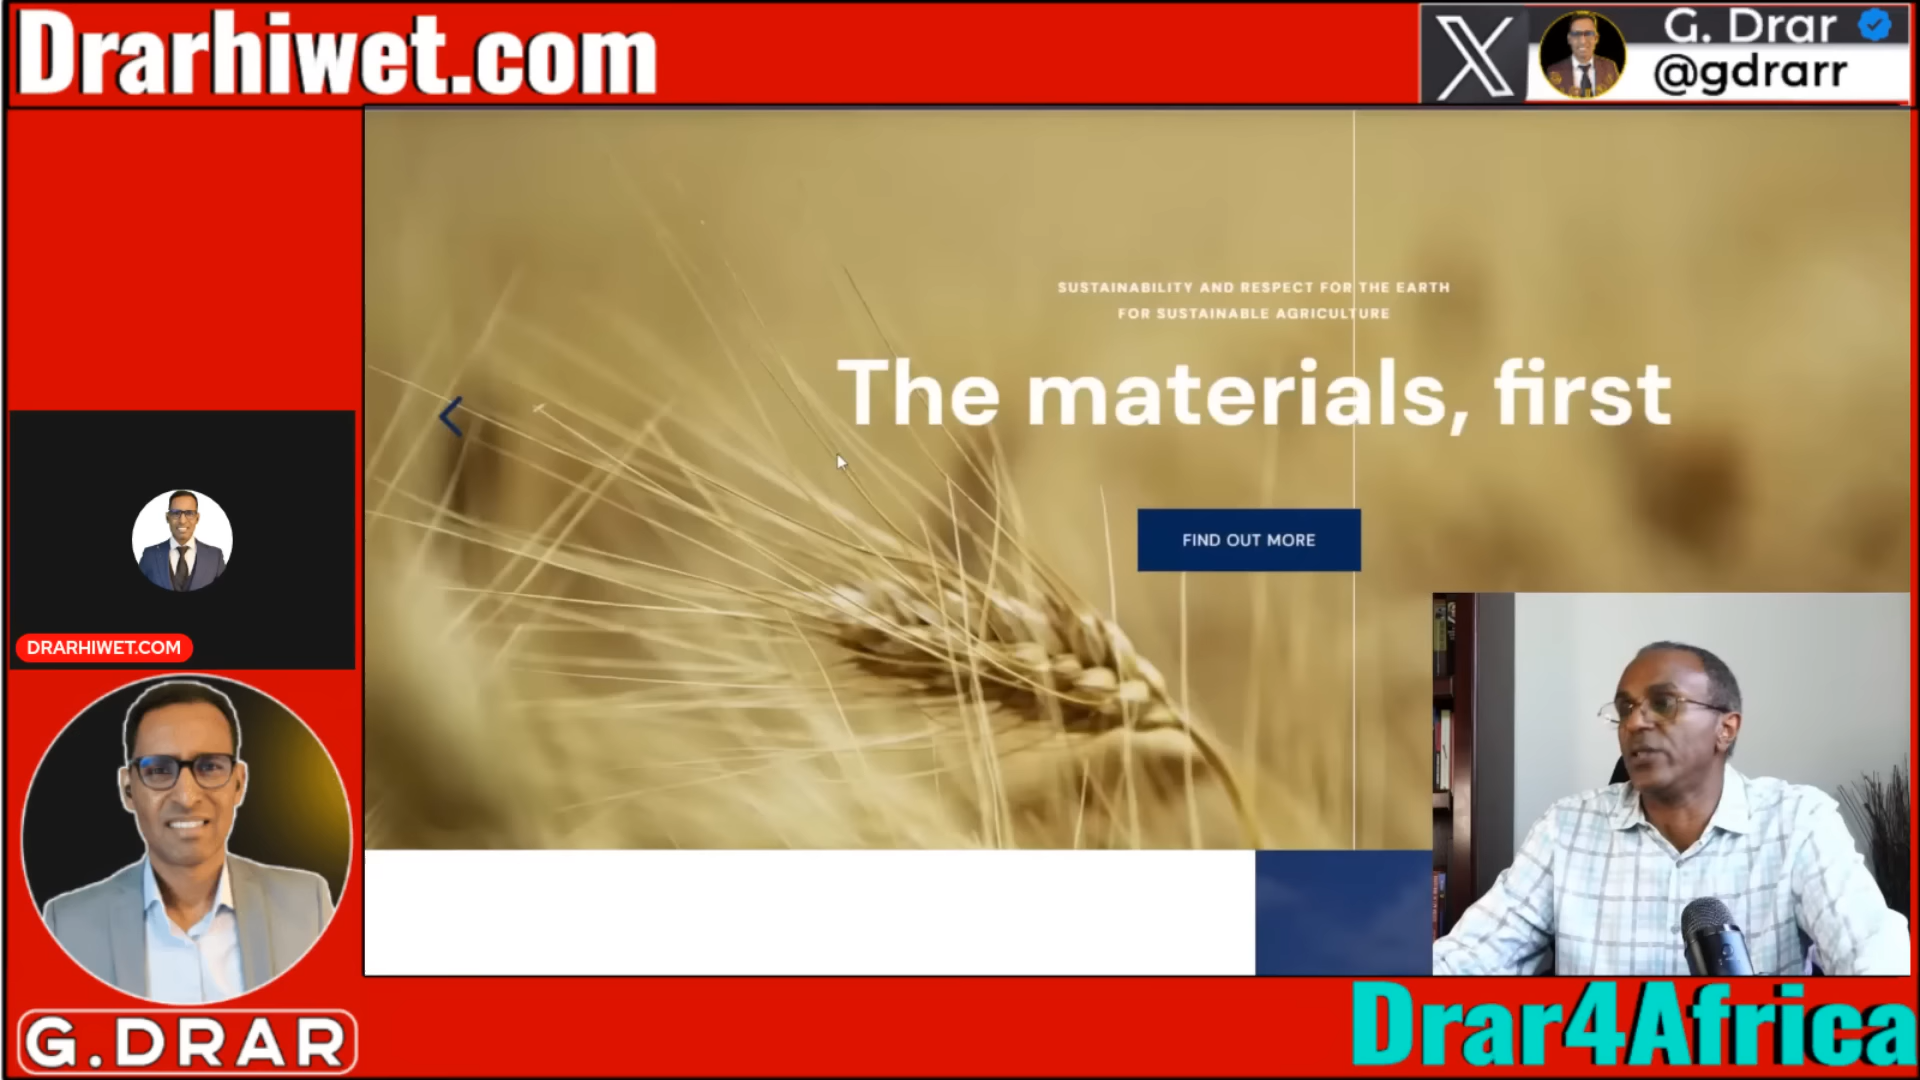 Drarhiwet.com
G. Drar
@gdrarr
SUSTAINABILITY AND RESPECT FOR THE EARTH
FOR SUSTAINABLE AGRICULTURE
The materials, first
FIND OUT MORE
DRARHIWET.COM
G.DRAR
Drar4Africa